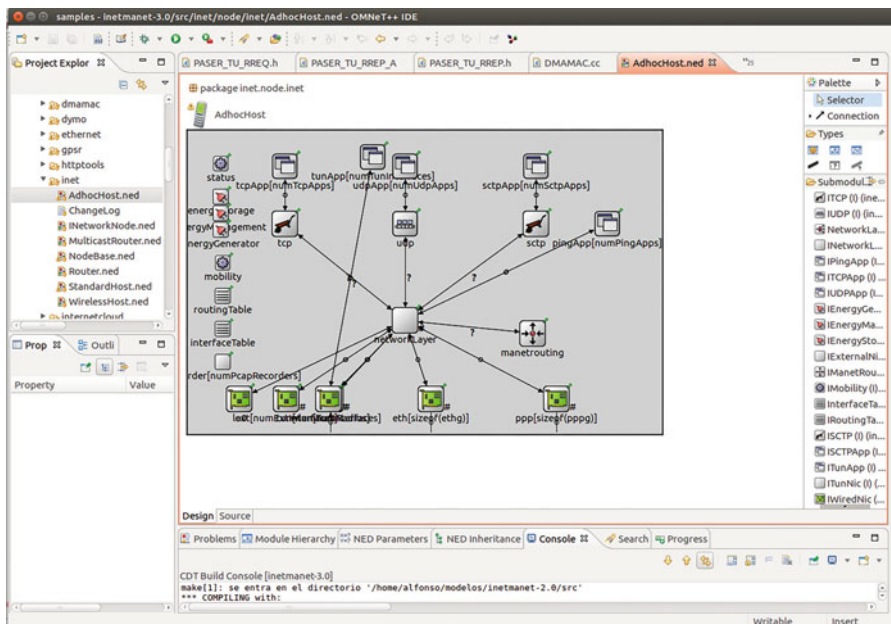 samples - inetmanet-3.0/src/inet/node/inet/AdhocHost.ned - OMNeT++ IDE
Project Explor
PASER_TU_RREQ.h
PASER_TU_RREP_A
PASER_TU_RREP.h
DMAMAC.cc
AdhocHost.ned
»25
dmamac
dymo
ethernet
gpsr
httptools
inet
AdhocHost.ned
ChangeLog
INetworkNode.ned
MulticastRouter.ned
NodeBase.ned
Router.ned
StandardHost.ned
WirelessHost.ned
internetcloud
Prop
Outli
Property
Value
package inet.node.inet
AdhocHost
status
tcpApp[numTcpApps]
udpApp[numUdpApps]
sctpApp[numSctpApps]
tcp
udp
sctp
pingApp[numPingApps]
mobility
routingTable
interfaceTable
networkLayer
manetrouting
eth[sizeof(ethg)]
ppp[sizeof(pppg)]
?
?
?
?
Design
Source
Palette
Selector
Connection
Types
Submodul...
ITCP (I) (ine...
IUDP (I) (ine...
NetworkLa...
INetworkL...
IPingApp (I...
ITCPApp (I)...
IUDPApp (I...
IEnergyGe...
IEnergyMa...
IEnergySto...
IExternalNi...
IManetRou...
IMobility (I)...
InterfaceTa...
IRoutingTa...
ISCTP (I) (in...
ISCTPApp (I...
ITunApp (I)...
ITunNic (I) (...
IWiredNic (...
Problems
Module Hierarchy
NED Parameters
NED Inheritance
Console
Search
Progress
CDT Build Console [inetmanet-3.0]
make[1]: se entra en el directorio '/home/alfonso/modelos/inetmanet-2.0/src'
*** COMPILING with:
Writable
Insert